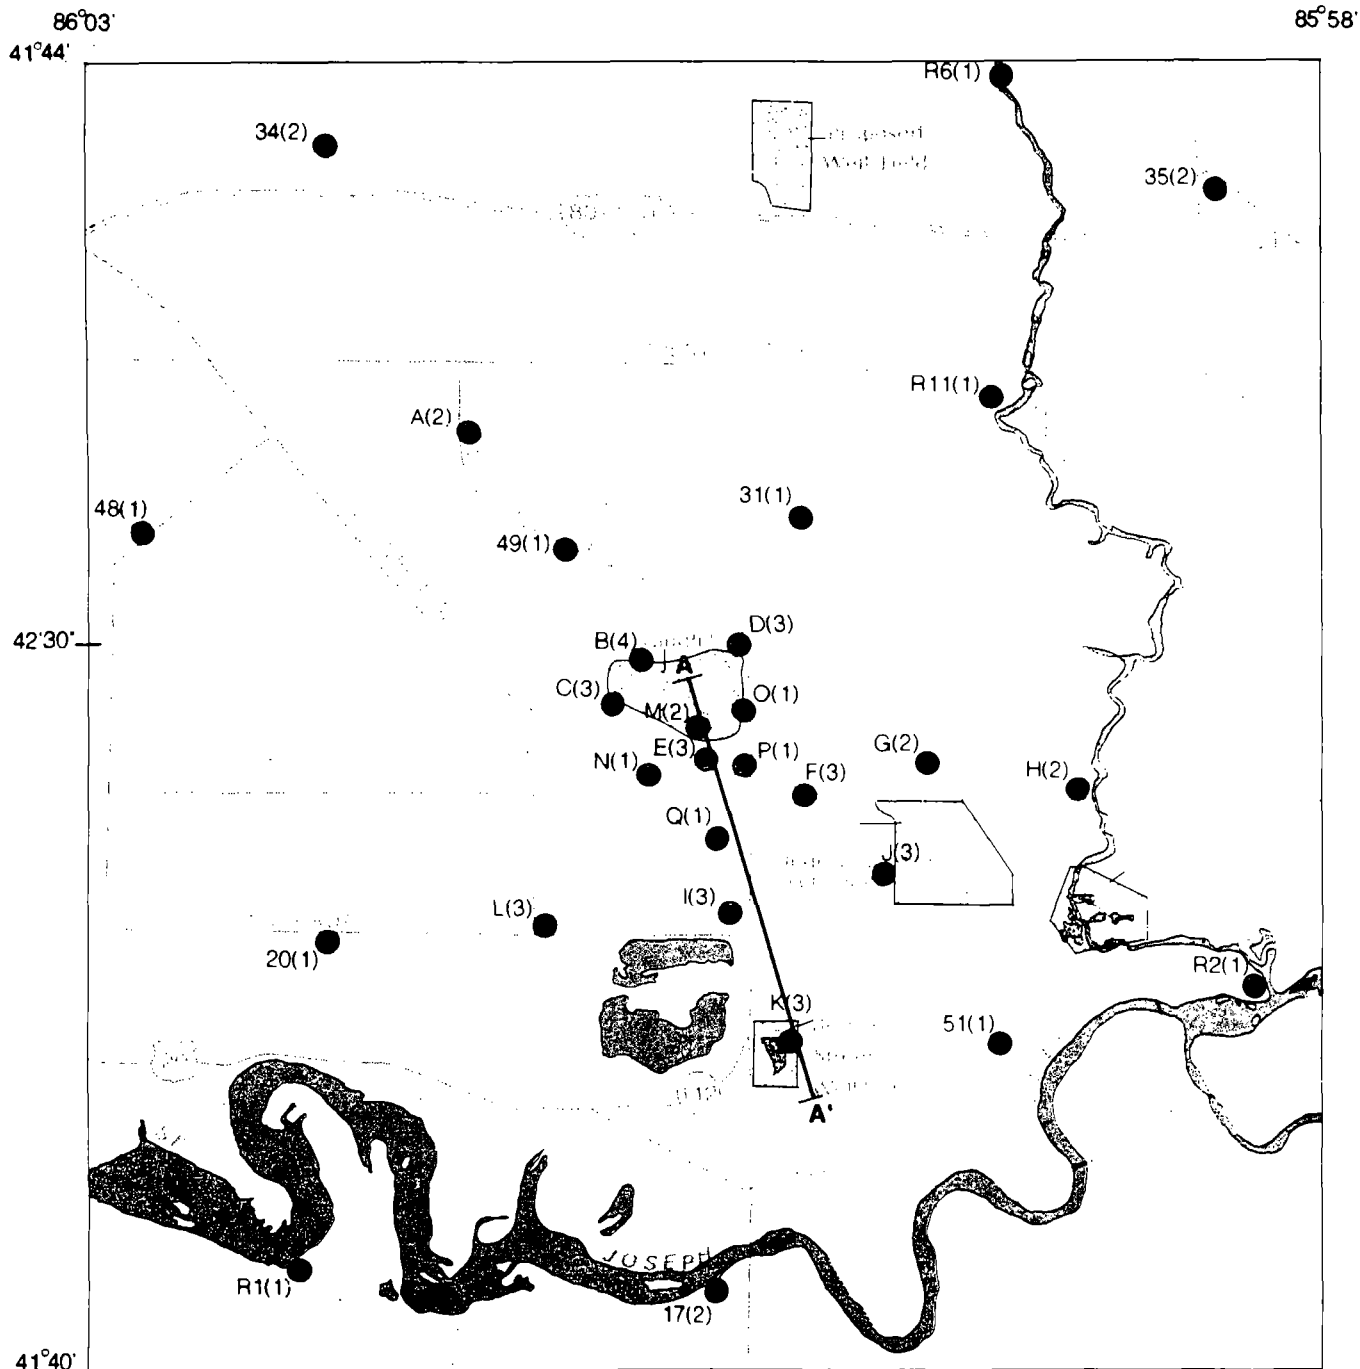 86°03'
85°58'
41°44'
R6(1)
34(2)
Well Field
35(2)
R11(1)
A(2)
48(1)
31(1)
49(1)
42'30"
B(4)
D(3)
A
C(3)
O(1)
M(2)
E(3)
P(1)
G(2)
N(1)
F(3)
H(2)
Q(1)
J(3)
I(3)
L(3)
20(1)
R2(1)
K(3)
51(1)
A'
JOSEPH
R1(1)
17(2)
41°40'